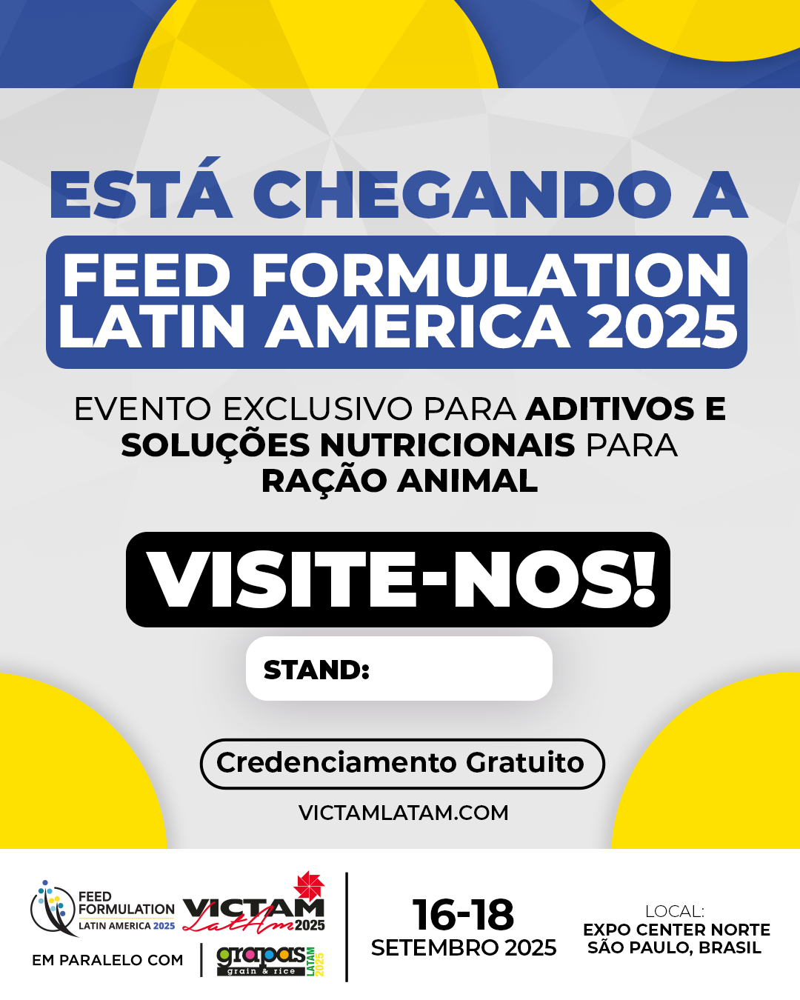 ESTÁ CHEGANDO A
FEED FORMULATION
LATIN AMERICA 2025
EVENTO EXCLUSIVO PARA ADITIVOS E
SOLUÇÕES NUTRICIONAIS PARA
RAÇÃO ANIMAL
VISITE-NOS!
STAND:
Credenciamento Gratuito
VICTAMLATAM.COM
FEED
FORMULATION
LATIN AMERICA 2025
VICTAM
LatAm 2025
EM PARALELO COM
grapas
grain & rice
LATAM
2025
16-18
SETEMBRO 2025
LOCAL:
EXPO CENTER NORTE
SÃO PAULO, BRASIL